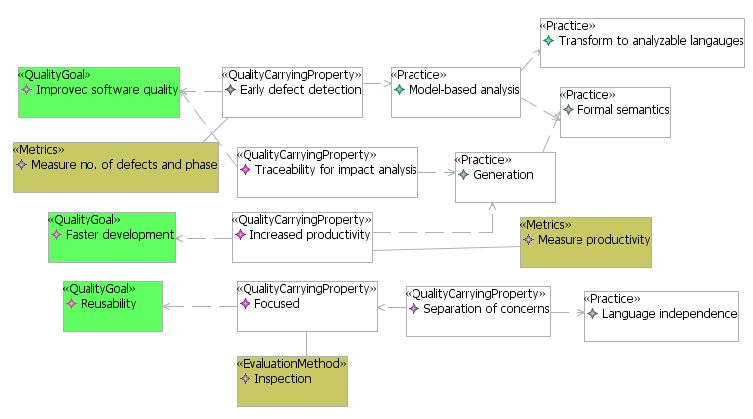 «Practice»
Transform to analyzable langauges
«QualityGoal»
Improved software quality
«QualityCarryingProperty»
Early defect detection
«Practice»
Model-based analysis
«Practice»
Formal semantics
«Metrics»
Measure no. of defects and phase
«QualityCarryingProperty»
Traceability for impact analysis
«Practice»
Generation
«QualityGoal»
Faster development
«QualityCarryingProperty»
Increased productivity
«Metrics»
Measure productivity
«QualityGoal»
Reusability
«QualityCarryingProperty»
Focused
«QualityCarryingProperty»
Separation of concerns
«Practice»
Language independence
«EvaluationMethod»
Inspection